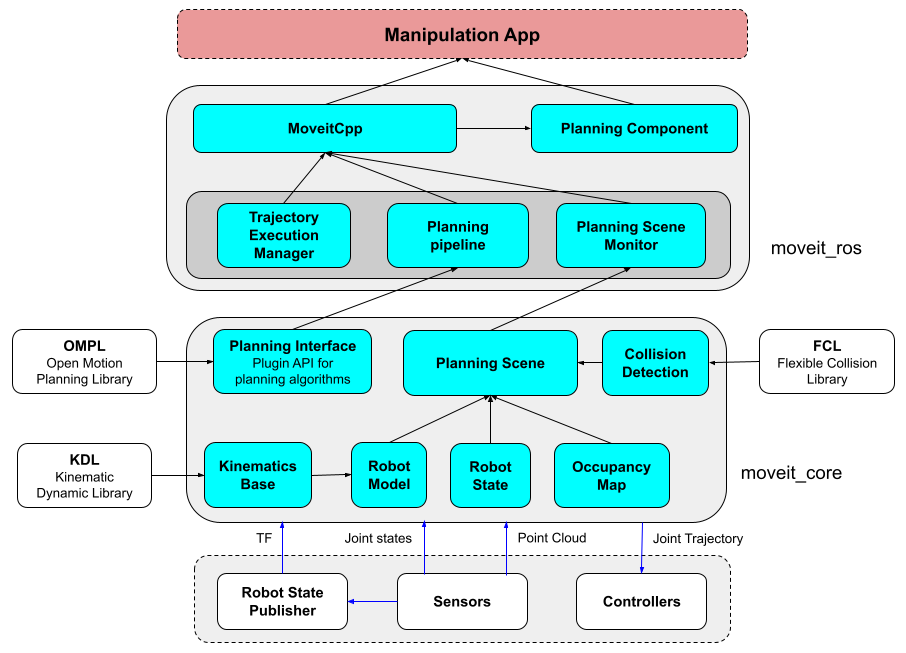 Manipulation App
MoveitCpp
Planning Component
Trajectory
Execution
Manager
Planning
pipeline
Planning Scene
Monitor
moveit_ros
OMPL
Open Motion
Planning Library
Planning Interface
Plugin API for
planning algorithms
Planning Scene
Collision
Detection
FCL
Flexible Collision
Library
KDL
Kinematic
Dynamic Library
Kinematics
Base
Robot
Model
Robot
State
Occupancy
Map
moveit_core
TF
Joint states
Point Cloud
Joint Trajectory
Robot State
Publisher
Sensors
Controllers